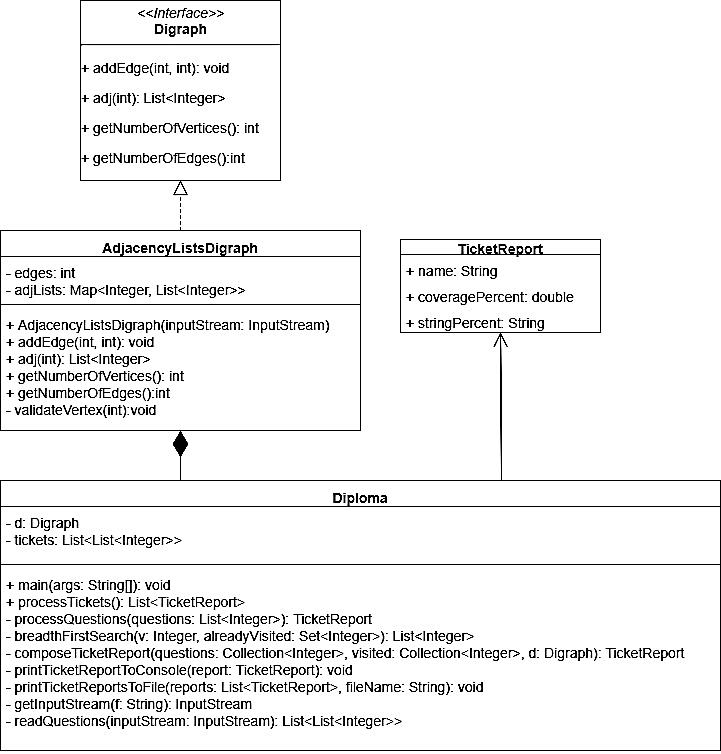 <<Interface>>
Digraph
+ addEdge(int, int): void
+ adj(int): List<Integer>
+ getNumberOfVertices(): int
+ getNumberOfEdges():int
AdjacencyListsDigraph
- edges: int
- adjLists: Map<Integer, List<Integer>>
+ AdjacencyListsDigraph(inputStream: InputStream)
+ addEdge(int, int): void
+ adj(int): List<Integer>
+ getNumberOfVertices(): int
+ getNumberOfEdges():int
- validateVertex(int):void
TicketReport
+ name: String
+ coveragePercent: double
+ stringPercent: String
Diploma
- d: Digraph
- tickets: List<List<Integer>>
+ main(args: String[]): void
+ processTickets(): List<TicketReport>
- processQuestions(questions: List<Integer>): TicketReport
- breadthFirstSearch(v: Integer, alreadyVisited: Set<Integer>): List<Integer>
- composeTicketReport(questions: Collection<Integer>, visited: Collection<Integer>, d: Digraph): TicketReport
- printTicketReportToConsole(report: TicketReport): void
- printTicketReportsToFile(reports: List<TicketReport>, fileName: String): void
- getInputStream(f: String): InputStream
- readQuestions(inputStream: InputStream): List<List<Integer>>